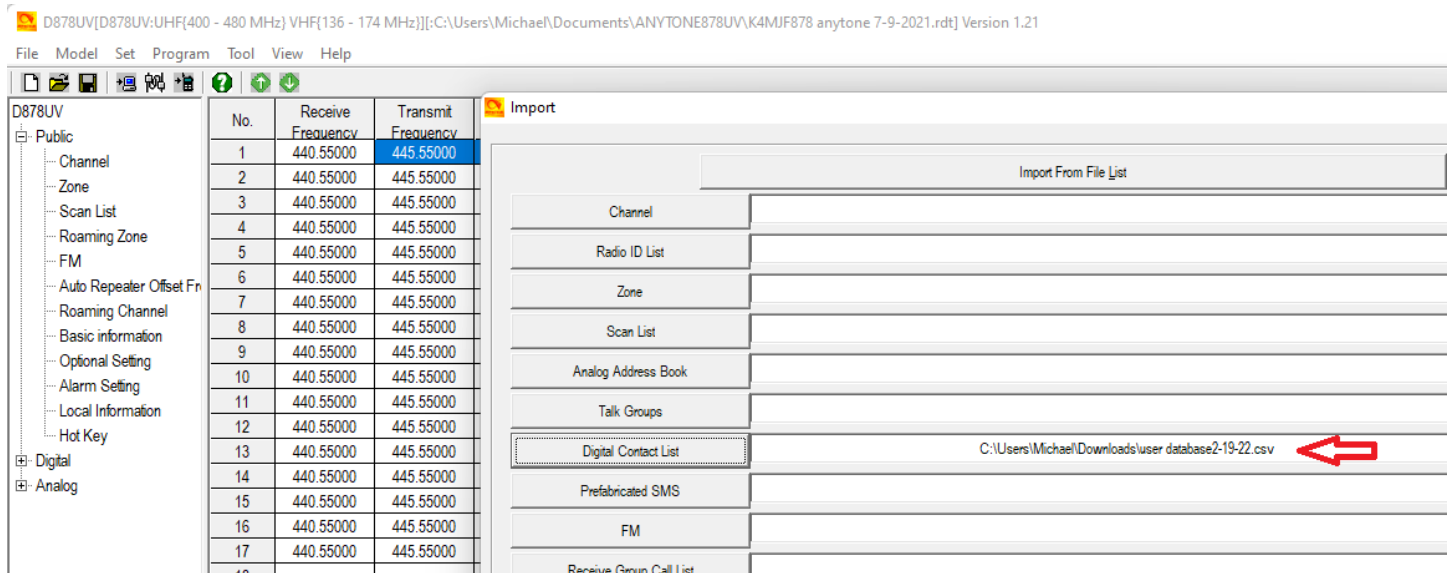 D878UV[D878UV:UHF{400 - 480 MHz} VHF{136 - 174 MHz}][:C:\Users\Michael\Documents\ANYTONE878UV\K4MJF878 anytone 7-9-2021.rdt] Version 1.21
File Model Set Program Tool View Help
D878UV
Public
Channel
Zone
Scan List
Roaming Zone
FM
Auto Repeater Offset Fr
Roaming Channel
Basic information
Optional Setting
Alarm Setting
Local Information
Hot Key
Digital
Analog
No. Receive Frequency Transmit Frequency
1 440.55000 445.55000
2 440.55000 445.55000
3 440.55000 445.55000
4 440.55000 445.55000
5 440.55000 445.55000
6 440.55000 445.55000
7 440.55000 445.55000
8 440.55000 445.55000
9 440.55000 445.55000
10 440.55000 445.55000
11 440.55000 445.55000
12 440.55000 445.55000
13 440.55000 445.55000
14 440.55000 445.55000
15 440.55000 445.55000
16 440.55000 445.55000
17 440.55000 445.55000
Import
Import From File List
Channel
Radio ID List
Zone
Scan List
Analog Address Book
Talk Groups
Digital Contact List C:\Users\Michael\Downloads\user database2-19-22.csv
Prefabricated SMS
FM
Receive Group Call List